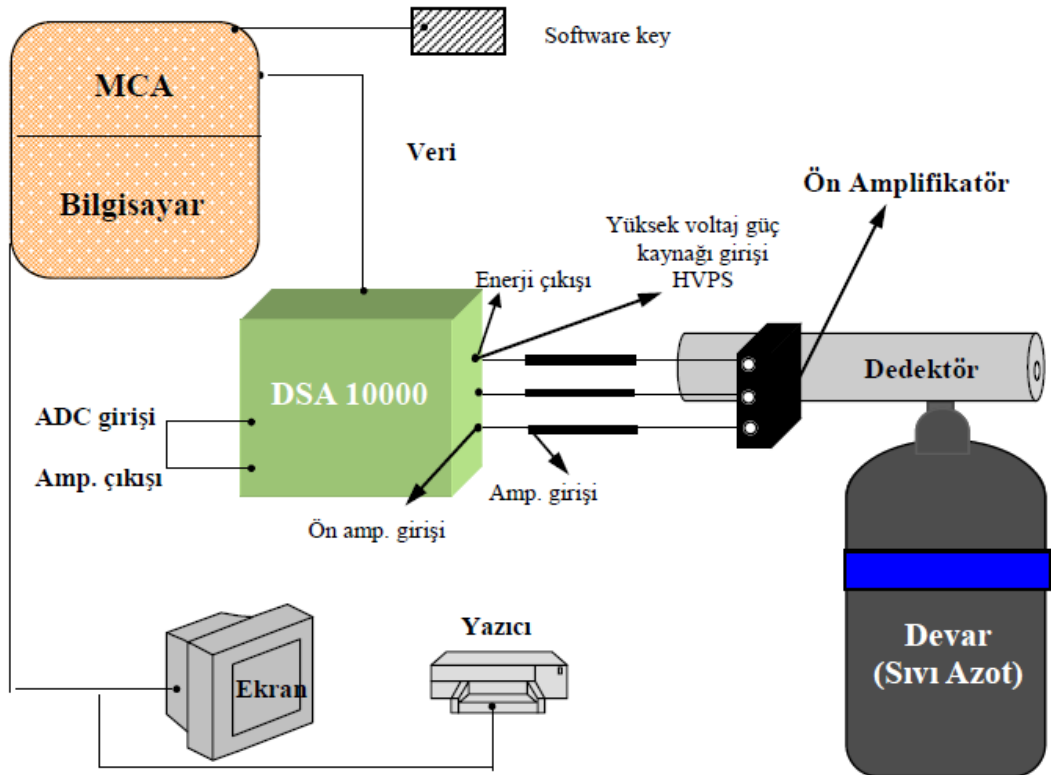 MCA
Software key
Bilgisayar
Veri
Ön Amplifikatör
Yüksek voltaj güç
kaynağı girişi
HVPS
Enerji çıkışı
DSA 10000
Dedektör
ADC girişi
Amp. çıkışı
Amp. girişi
Ön amp. girişi
Yazıcı
Ekran
Devar
(Sıvı Azot)